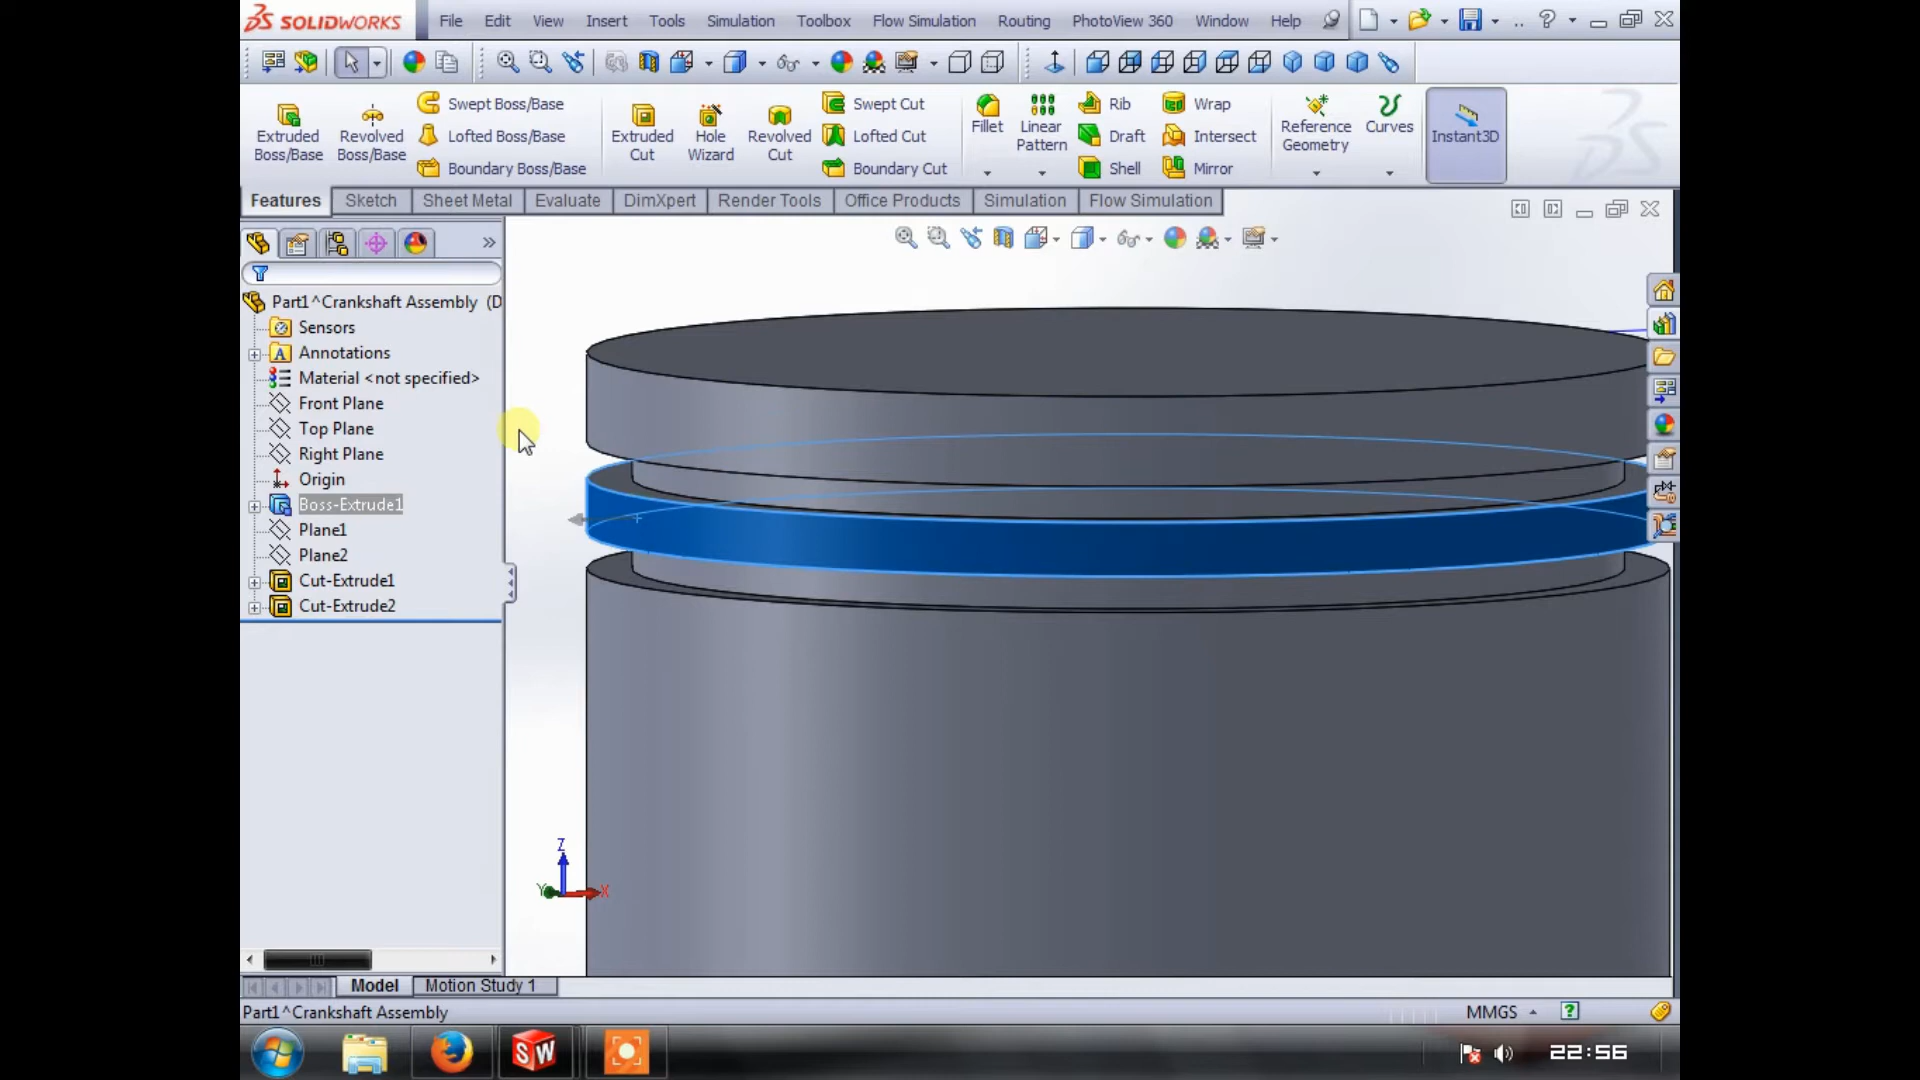 SOLIDWORKS
File Edit View Insert Tools Simulation Toolbox Flow Simulation Routing PhotoView 360 Window Help
Extruded Boss/Base
Revolved Boss/Base
Swept Boss/Base
Lofted Boss/Base
Boundary Boss/Base
Extruded Cut
Hole Wizard
Revolved Cut
Swept Cut
Lofted Cut
Boundary Cut
Fillet
Linear Pattern
Rib
Draft
Shell
Wrap
Intersect
Mirror
Reference Geometry
Curves
Instant3D
Features Sketch Sheet Metal Evaluate DimXpert Render Tools Office Products Simulation Flow Simulation
Part1^Crankshaft Assembly (D
Sensors
Annotations
Material <not specified>
Front Plane
Top Plane
Right Plane
Origin
Boss-Extrude1
Plane1
Plane2
Cut-Extrude1
Cut-Extrude2
Z
Y X
Model Motion Study 1
Part1^Crankshaft Assembly MMGS
SW 22:56